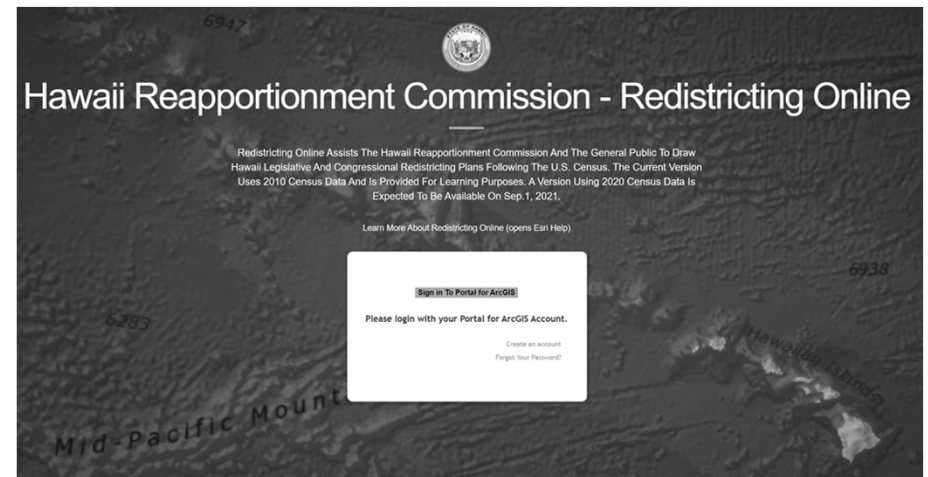 6947
STATE OF HAWAII
Hawaii Reapportionment Commission - Redistricting Online
Redistricting Online Assists The Hawaii Reapportionment Commission And The General Public To Draw
Hawaii Legislative And Congressional Redistricting Plans Following The U.S. Census. The Current Version
Uses 2010 Census Data And Is Provided For Learning Purposes. A Version Using 2020 Census Data Is
Expected To Be Available On Sep.1, 2021.
Learn More About Redistricting Online (opens Esri Help)
6938
Sign in To Portal for ArcGIS
6283
Please login with your Portal for ArcGIS Account.
Create an account
Forgot Your Password?
Hawaiian Islands
Mid-Pacific Mount